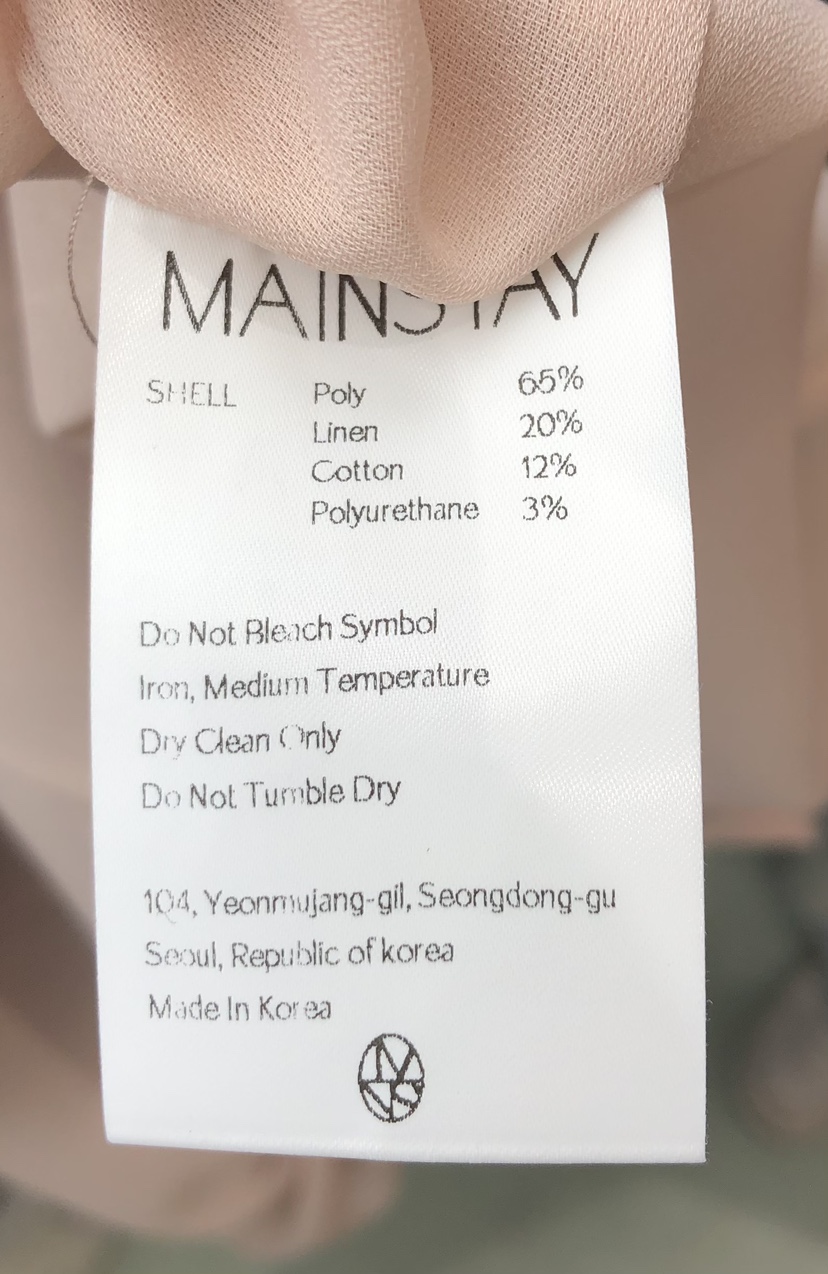 MAINSTAY
SHELL Poly 65%
Linen 20%
Cotton 12%
Polyurethane 3%
Do Not Bleach Symbol
Iron, Medium Temperature
Dry Clean Only
Do Not Tumble Dry
104, Yeonmujang-gil, Seongdong-gu
Seoul, Republic of korea
Made In Korea